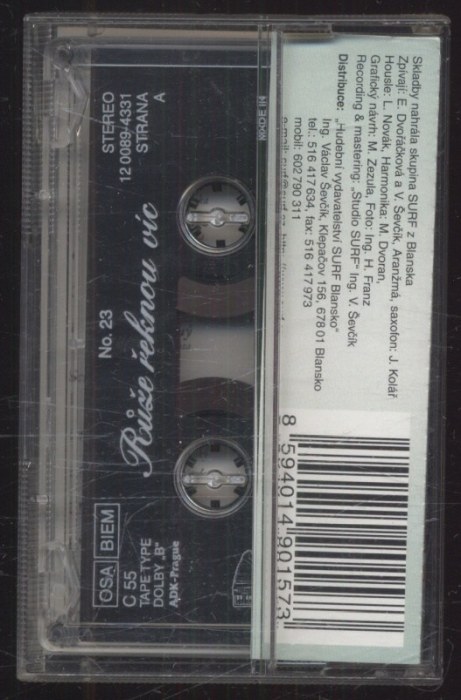 Skladby nahrála skupina SURF z Blanska
Zpívají: E. Dvořáčková a V. Ševčík, Aranžmá, saxofon: J. Kolář
Housle: L. Novák, Harmonika: M. Dvoran,
Grafický návrh: M. Zezula, Foto: Ing. H. Franz
Recording & mastering: „Studio SURF" Ing. V. Ševčík
Distribuce: „Hudební vydavatelství SURF Blansko"
Ing. Václav Ševčík, Klepačov 156, 678 01 Blansko
tel.: 516 417 634, fax: 516 417 973
mobil: 602 790 311
8 594014 901573
STEREO
12 0089/4331
STRANA
A
No. 23
Růže řeknou víc
OSA BIEM
C 55
TAPE TYPE
DOLBY „B"
ADK-Prague